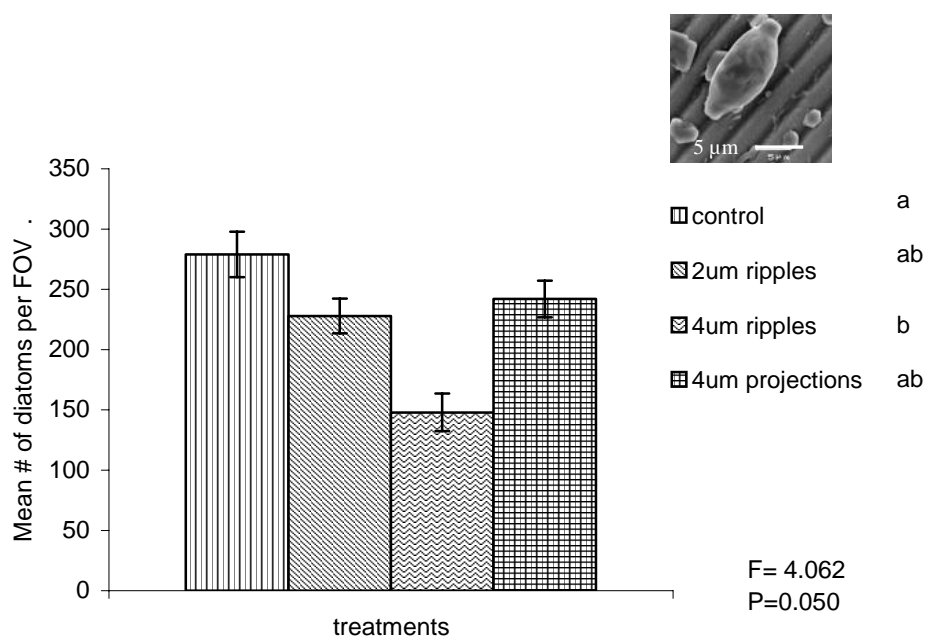 5 µm
5µm
350
300
250
200
150
100
50
0
Mean # of diatoms per FOV .
treatments
control a
2um ripples ab
4um ripples b
4um projections ab
F= 4.062
P=0.050